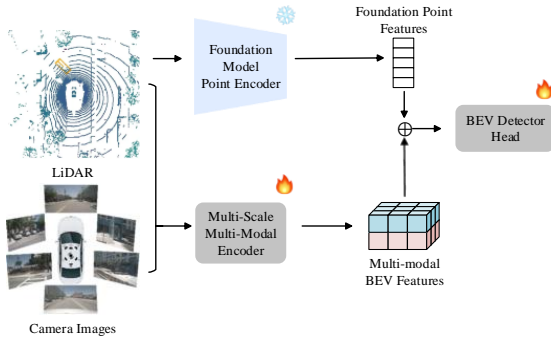 Foundation Point
Features
Foundation
Model
Point Encoder
BEV Detector
Head
LiDAR
Multi-Scale
Multi-Modal
Encoder
Multi-modal
BEV Features
Camera Images